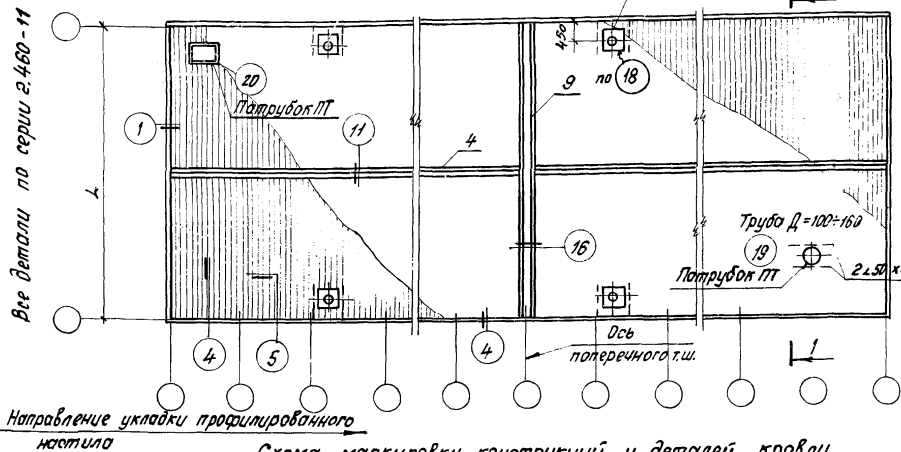 Все детали по серии 2.460-11
L
1
20
Патрубок ПТ
11
4
9
450
по 18
16
Труба Д=100÷160
19
Патрубок ПТ
2∟50х
4
5
4
Ось
поперечного т.ш.
1
Направление укладки профилированного
настила
Схема маркировки конструкций и деталей кровли